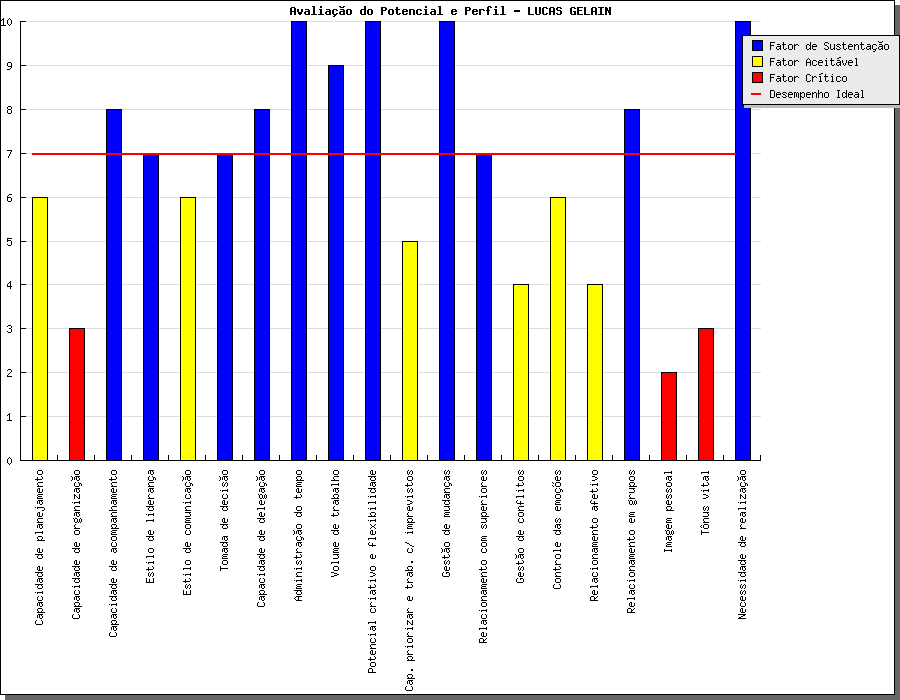 Avaliação do Potencial e Perfil - LUCAS GELAIN
Fator de Sustentação
Fator Aceitável
Fator Crítico
Desempenho Ideal
10
9
8
7
6
5
4
3
2
1
0
Capacidade de planejamento
Capacidade de organização
Capacidade de acompanhamento
Estilo de liderança
Estilo de comunicação
Tomada de decisão
Capacidade de delegação
Administração do tempo
Volume de trabalho
Potencial criativo e flexibilidade
Cap. priorizar e trab. c/ imprevistos
Gestão de mudanças
Relacionamento com superiores
Gestão de conflitos
Controle das emoções
Relacionamento afetivo
Relacionamento em grupos
Imagem pessoal
Tônus vital
Necessidade de realização